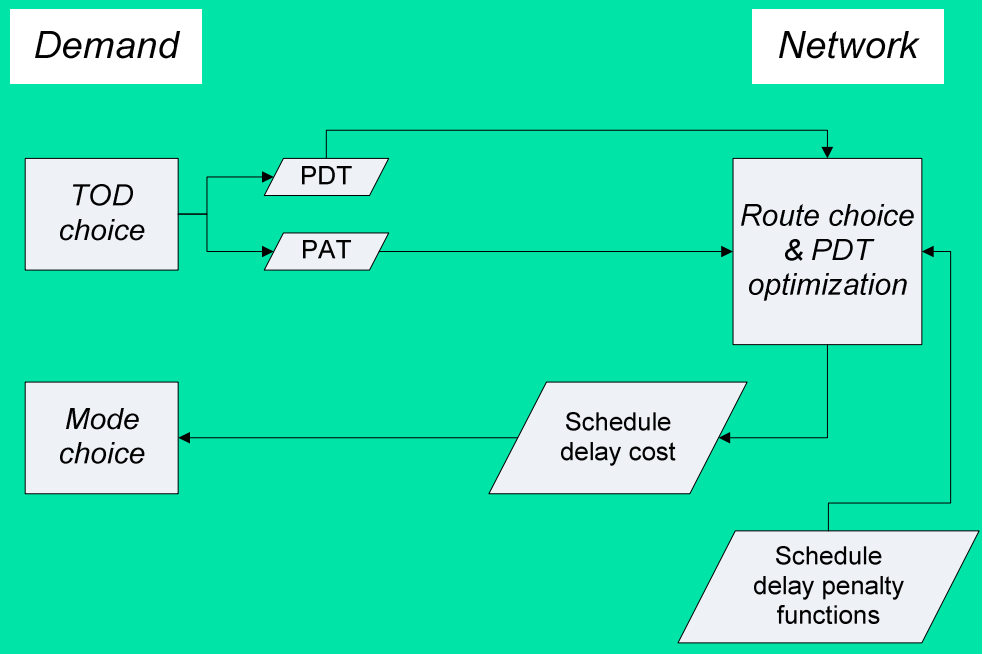 Demand
Network
TOD
choice
PDT
PAT
Route choice
& PDT
optimization
Mode
choice
Schedule
delay cost
Schedule
delay penalty
functions